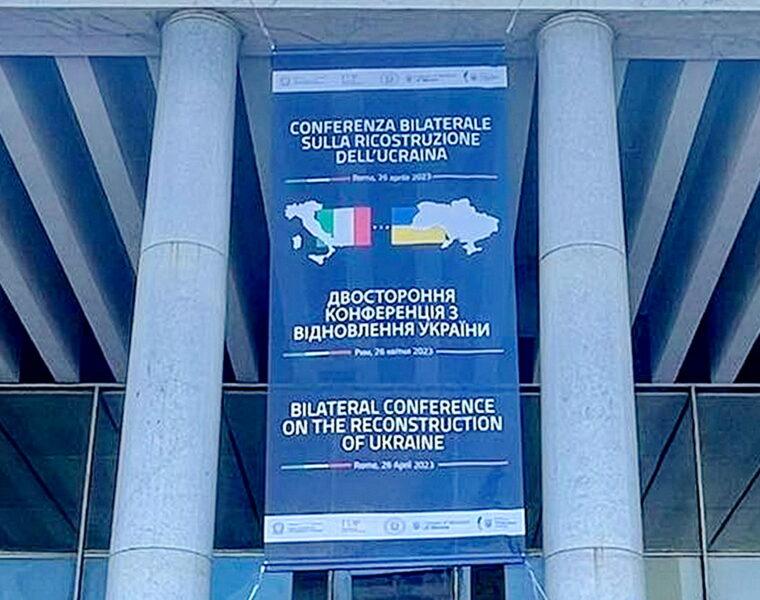 CONFERENZA BILATERALE
SULLA RICOSTRUZIONE
DELL'UCRAINA
Roma, 26 aprile 2023
ДВОСТОРОННЯ
КОНФЕРЕНЦІЯ З
ВІДНОВЛЕННЯ УКРАЇНИ
Рим, 26 квітня 2023
BILATERAL CONFERENCE
ON THE RECONSTRUCTION
OF UKRAINE
Rome, 26 April 2023